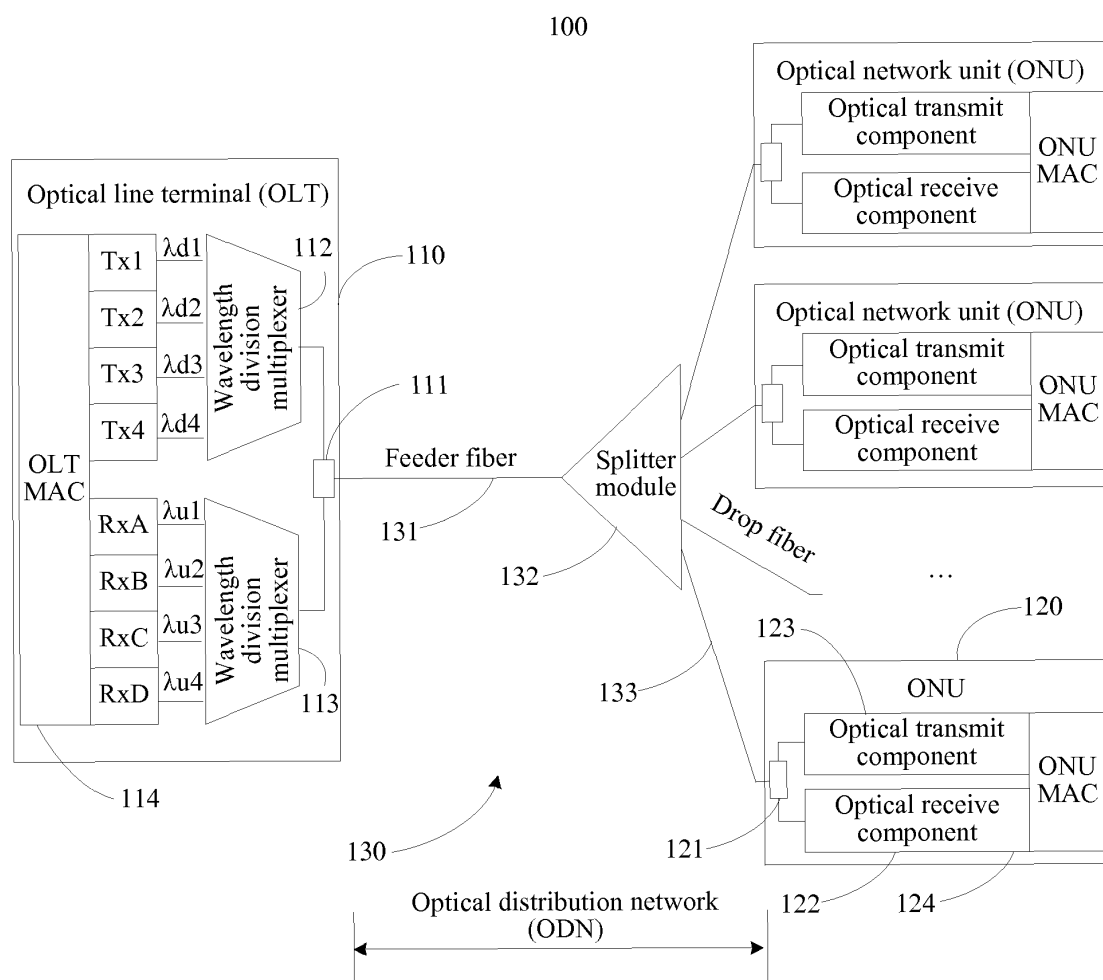 100
Optical line terminal (OLT)
OLT
MAC
Tx1
Tx2
Tx3
Tx4
λd1
λd2
λd3
λd4
Wavelength
division
multiplexer
112
110
111
RxA
RxB
RxC
RxD
λu1
λu2
λu3
λu4
Wavelength
division
multiplexer
113
114
Feeder fiber
131
Splitter
module
132
Drop fiber
133
130
Optical distribution network
(ODN)
Optical network unit (ONU)
Optical transmit
component
Optical receive
component
ONU
MAC
Optical network unit (ONU)
Optical transmit
component
Optical receive
component
ONU
MAC
...
120
123
ONU
Optical transmit
component
Optical receive
component
ONU
MAC
121
122
124